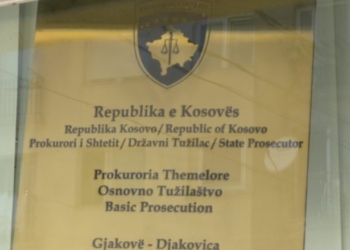 Republika e Kosovës
Republika Kosovo/Republic of Kosovo
Prokurori i Shtetit/Državni Tužilac/State Prosecutor
Prokuroria Themelore
Osnovno Tužilaštvo
Basic Prosecution
Gjakovë - Djakovica